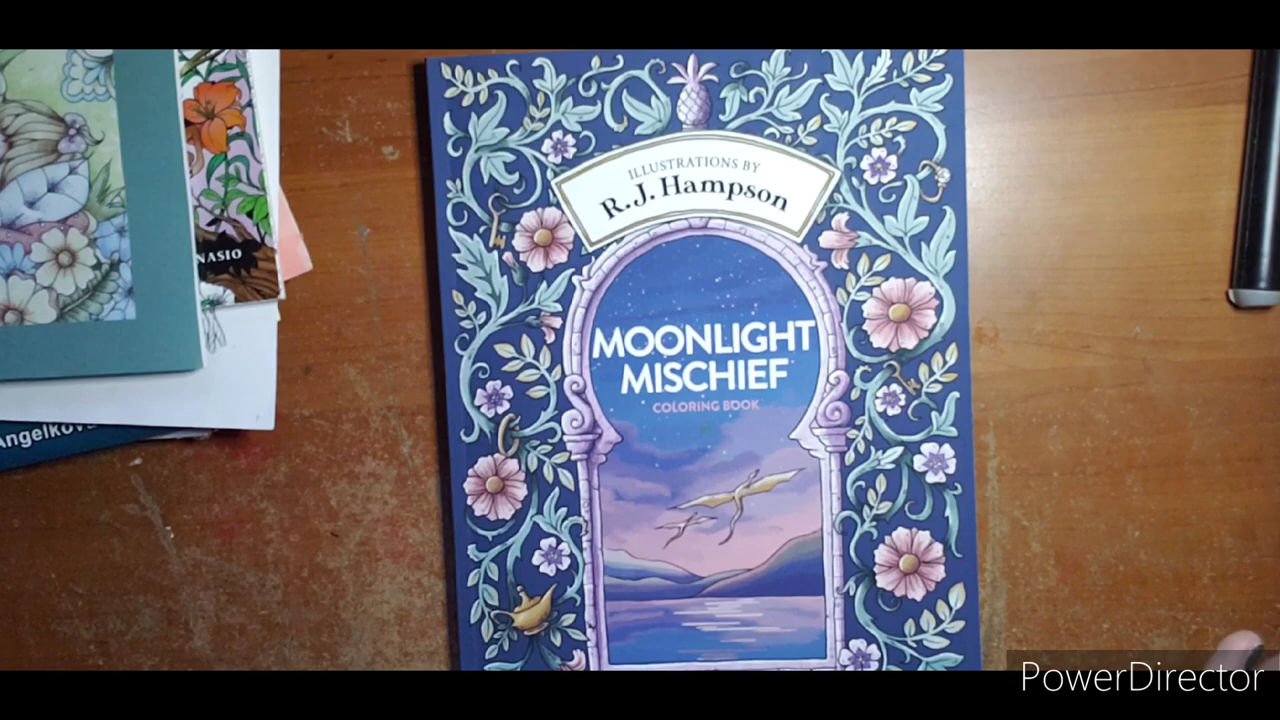 ILLUSTRATIONS BY
R. J. Hampson
MOONLIGHT
MISCHIEF
COLORING BOOK
NASIO
Angelkov
PowerDirector